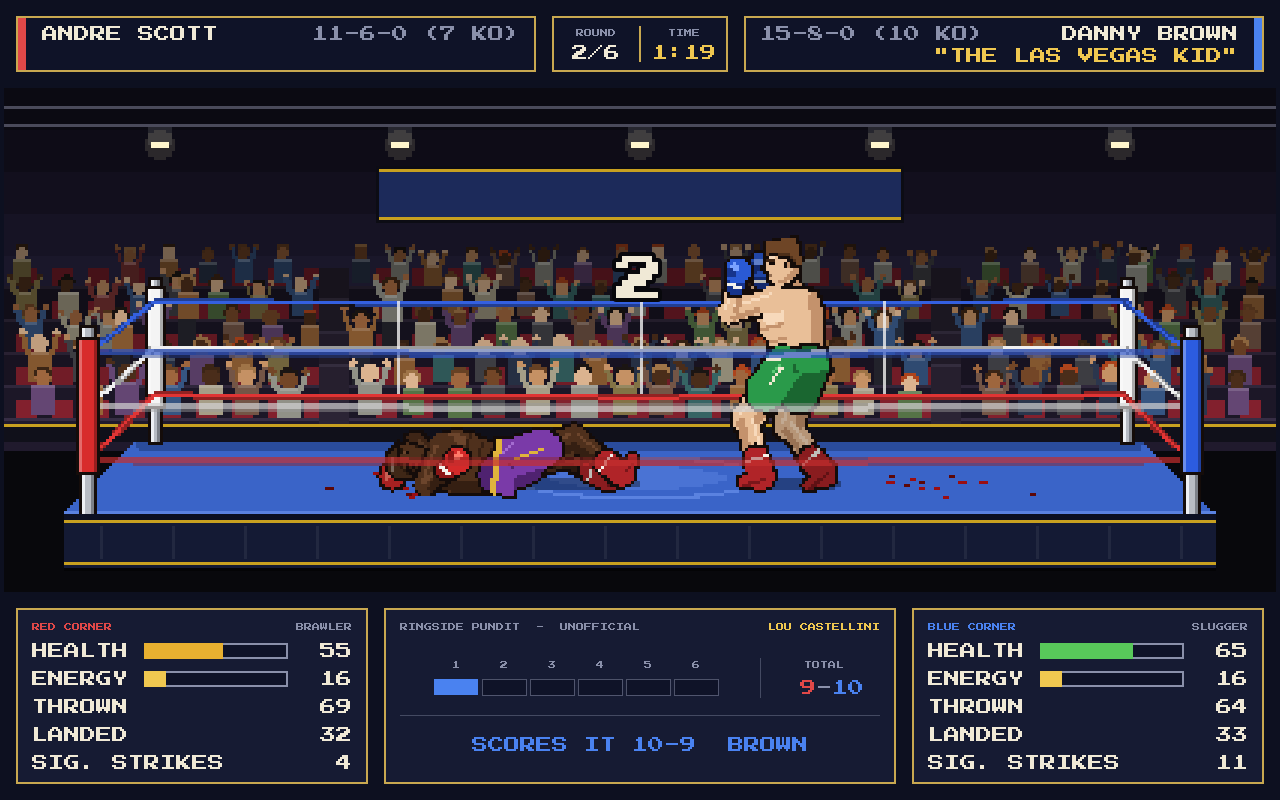 ANDRE SCOTT 11-6-0 (7 KO)
ROUND TIME
2/6 1:19
15-8-0 (10 KO) DANNY BROWN
"THE LAS VEGAS KID"
2
RED CORNER BRAWLER
HEALTH 55
ENERGY 16
THROWN 69
LANDED 32
SIG. STRIKES 4
RINGSIDE PUNDIT - UNOFFICIAL LOU CASTELLINI
1 2 3 4 5 6 TOTAL
9-10
SCORES IT 10-9 BROWN
BLUE CORNER SLUGGER
HEALTH 65
ENERGY 16
THROWN 64
LANDED 33
SIG. STRIKES 11